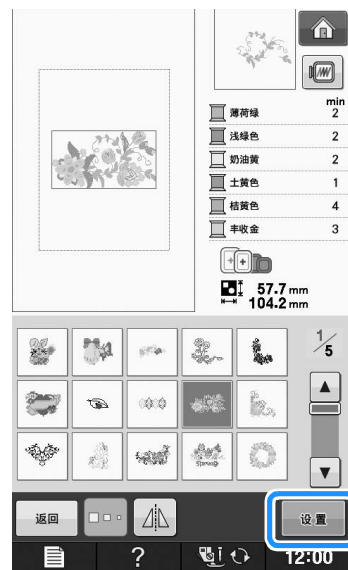 min
薄荷绿 2
浅绿色 2
奶油黄 2
土黄色 1
桔黄色 4
丰收金 3
57.7 mm
104.2 mm
1/5
返回
设置
?
12:00